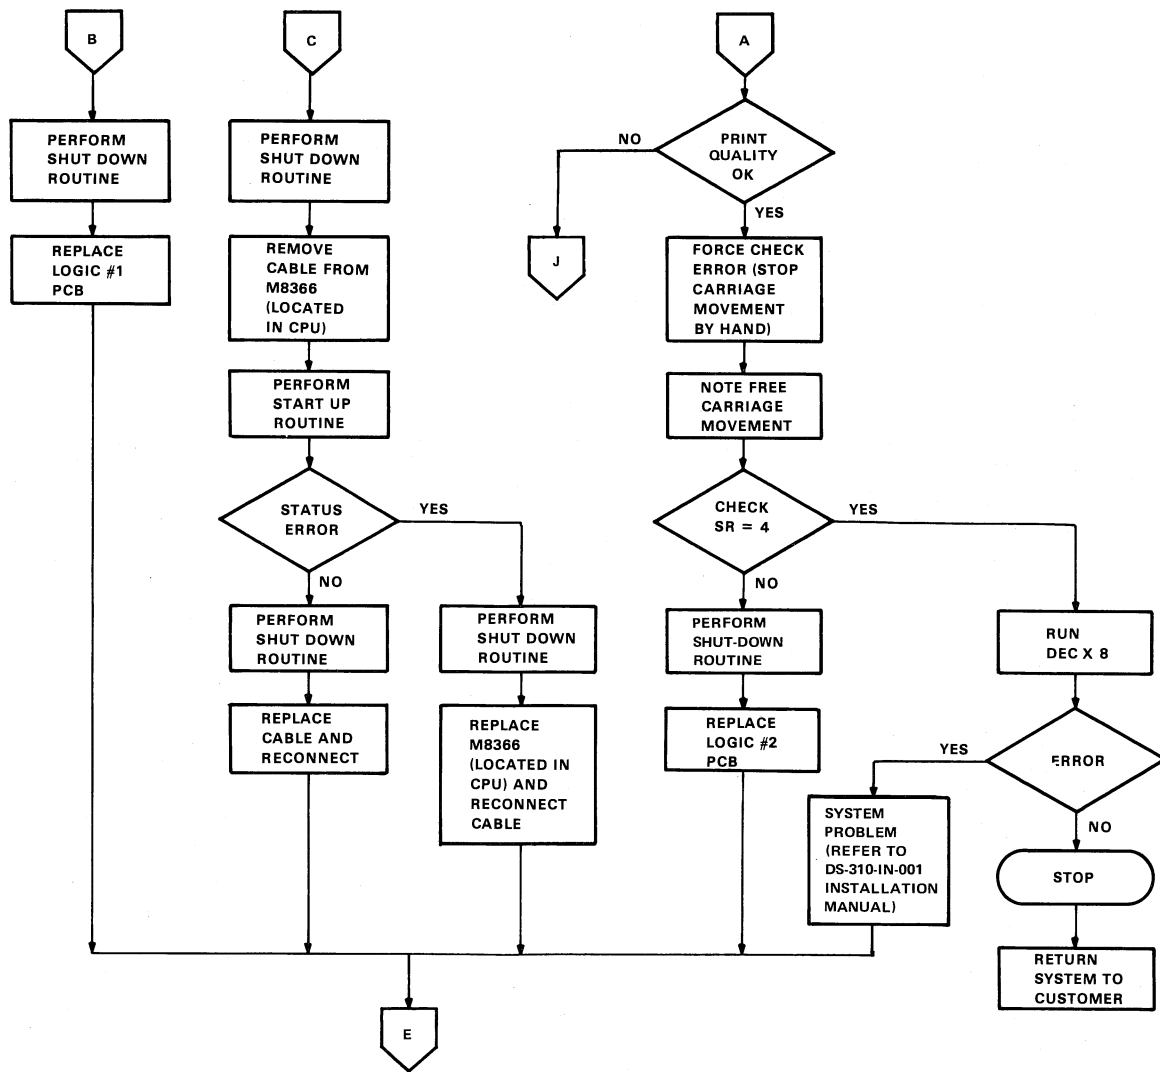 B
PERFORM
SHUT DOWN
ROUTINE
REPLACE
LOGIC #1
PCB
C
PERFORM
SHUT DOWN
ROUTINE
REMOVE
CABLE FROM
M8366
(LOCATED
IN CPU)
PERFORM
START UP
ROUTINE
STATUS
ERROR
YES
NO
PERFORM
SHUT DOWN
ROUTINE
REPLACE
CABLE AND
RECONNECT
PERFORM
SHUT DOWN
ROUTINE
REPLACE
M8366
(LOCATED IN
CPU) AND
RECONNECT
CABLE
A
PRINT
QUALITY
OK
NO
J
YES
FORCE CHECK
ERROR (STOP
CARRIAGE
MOVEMENT
BY HAND)
NOTE FREE
CARRIAGE
MOVEMENT
CHECK
SR = 4
YES
NO
PERFORM
SHUT-DOWN
ROUTINE
REPLACE
LOGIC #2
PCB
RUN
DEC X 8
ERROR
YES
SYSTEM
PROBLEM
(REFER TO
DS-310-IN-001
INSTALLATION
MANUAL)
NO
STOP
RETURN
SYSTEM TO
CUSTOMER
E